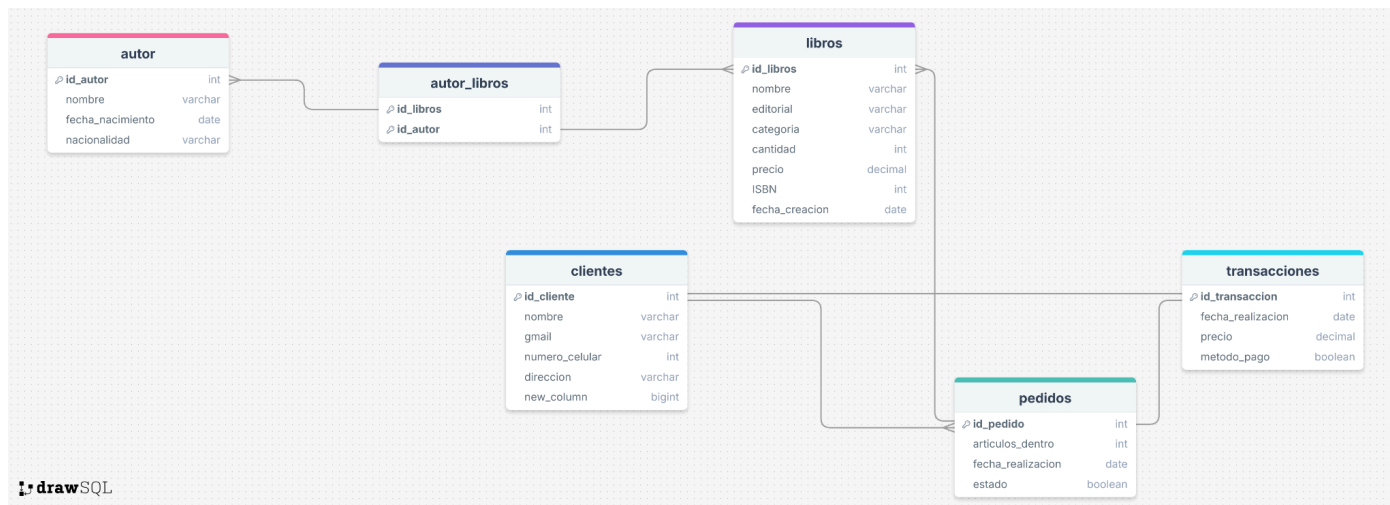 autor
id_autor int
nombre varchar
fecha_nacimiento date
nacionalidad varchar
autor_libros
id_libros int
id_autor int
libros
id_libros int
nombre varchar
editorial varchar
categoria varchar
cantidad int
precio decimal
ISBN int
fecha_creacion date
clientes
id_cliente int
nombre varchar
gmail varchar
numero_celular int
direccion varchar
new_column bigint
transacciones
id_transaccion int
fecha_realizacion date
precio decimal
metodo_pago boolean
pedidos
id_pedido int
articulos_dentro int
fecha_realizacion date
estado boolean
drawSQL